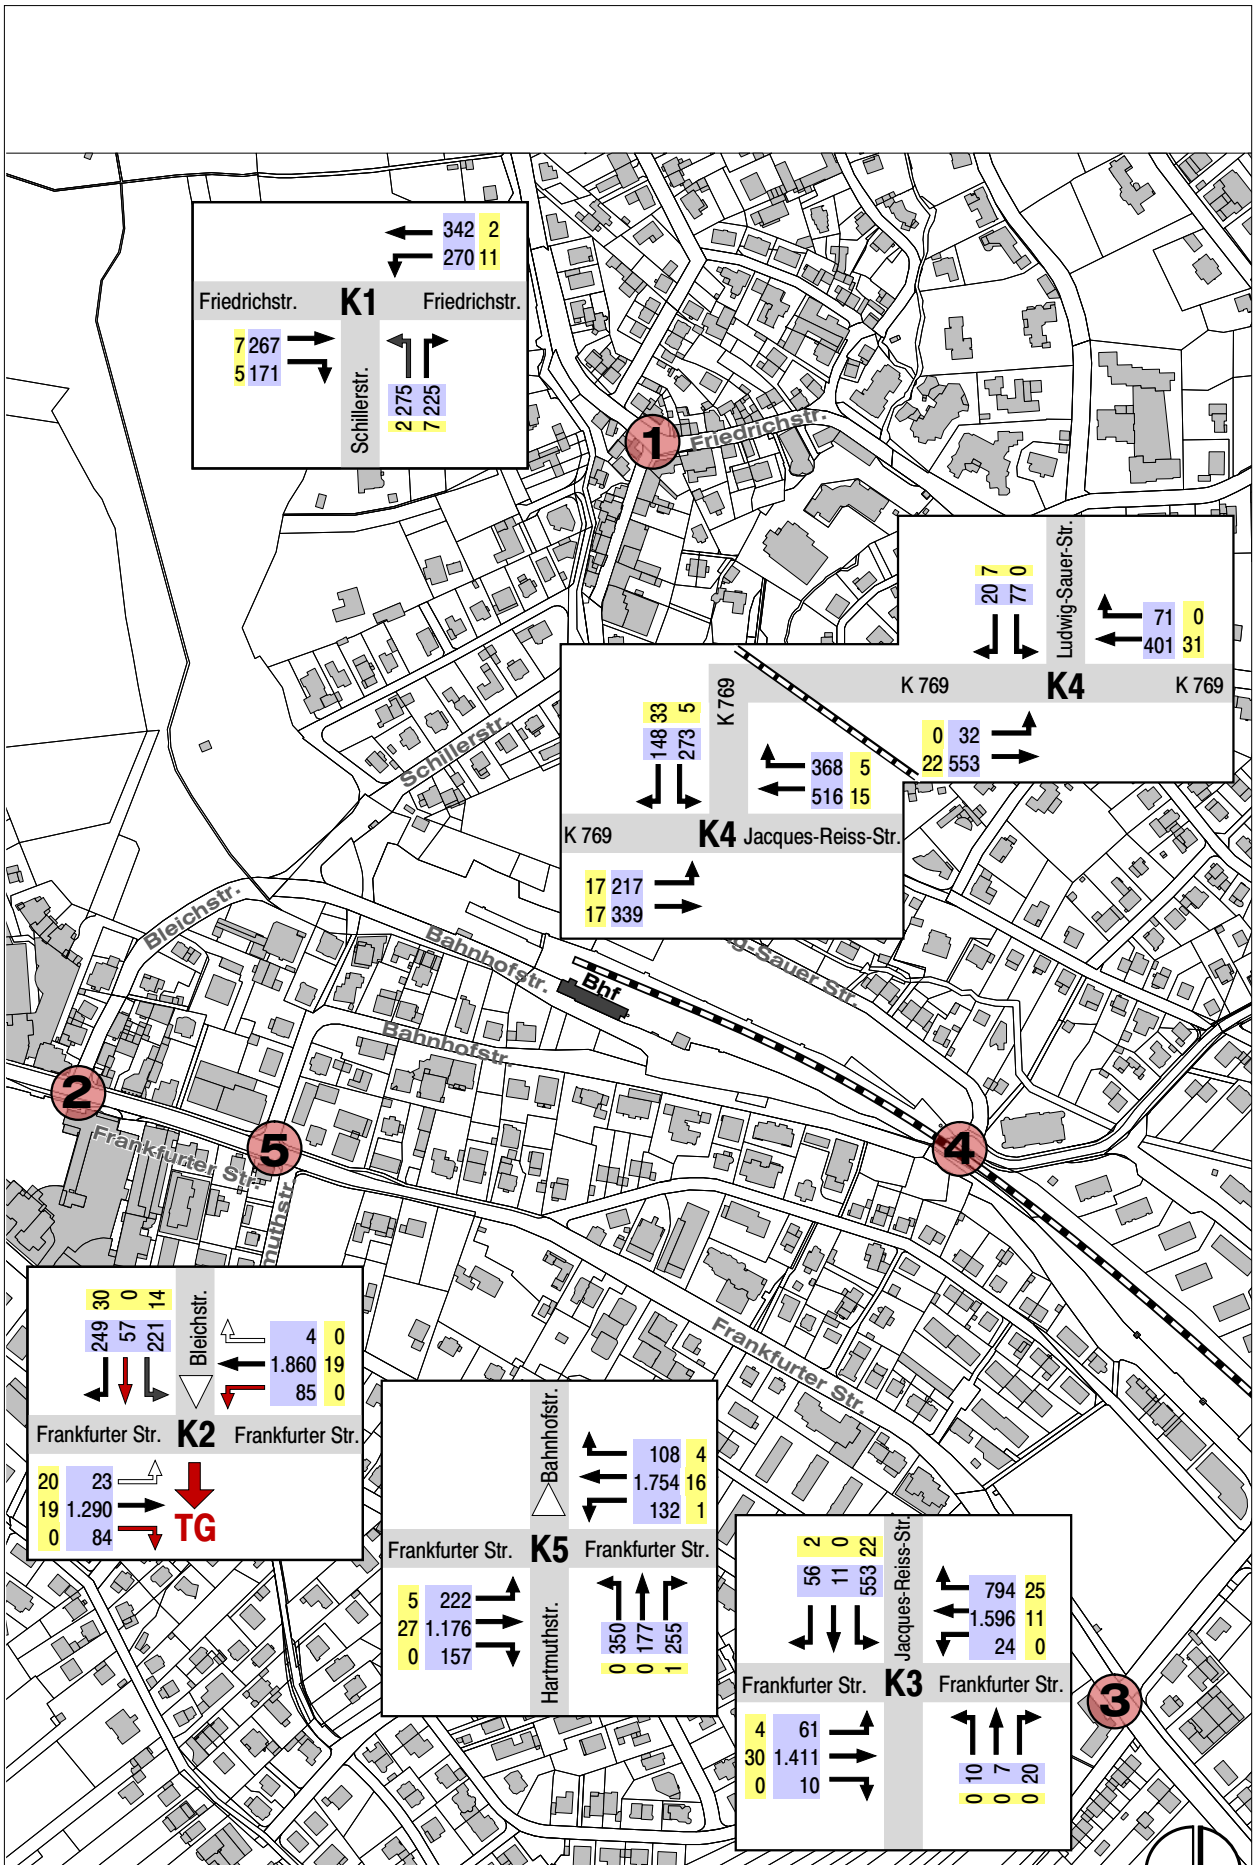 342 2
270 11
Friedrichstr. K1 Friedrichstr.
7 267
5 171
Schillerstr.
2 275
7 225
1
Friedrichstr.
Ludwig-Sauer-Str.
20 7
77 0
71 0
401 31
K 769 K4 K 769
0 32
22 553
K 769
148 33
273 5
368 5
516 15
K 769 K4 Jacques-Reiss-Str.
17 217
17 339
Schillerstr.
Bleichstr.
Bahnhofstr.
Bhf
g-Sauer Str.
Bahnhofstr.
2
5
4
Frankfurter Str.
muthstr.
Frankfurter Str.
249 30
57 0
221 14
Bleichstr.
4 0
1.860 19
85 0
Frankfurter Str. K2 Frankfurter Str.
20 23
19 1.290
0 84
TG
Bahnhofstr.
108 4
1.754 16
132 1
Frankfurter Str. K5 Frankfurter Str.
5 222
27 1.176
0 157
Hartmuthstr.
0 350
0 177
1 255
56 2
11 0
553 22
Jacques-Reiss-Str.
794 25
1.596 11
24 0
Frankfurter Str. K3 Frankfurter Str.
4 61
30 1.411
0 10
0 10
0 7
0 20
3